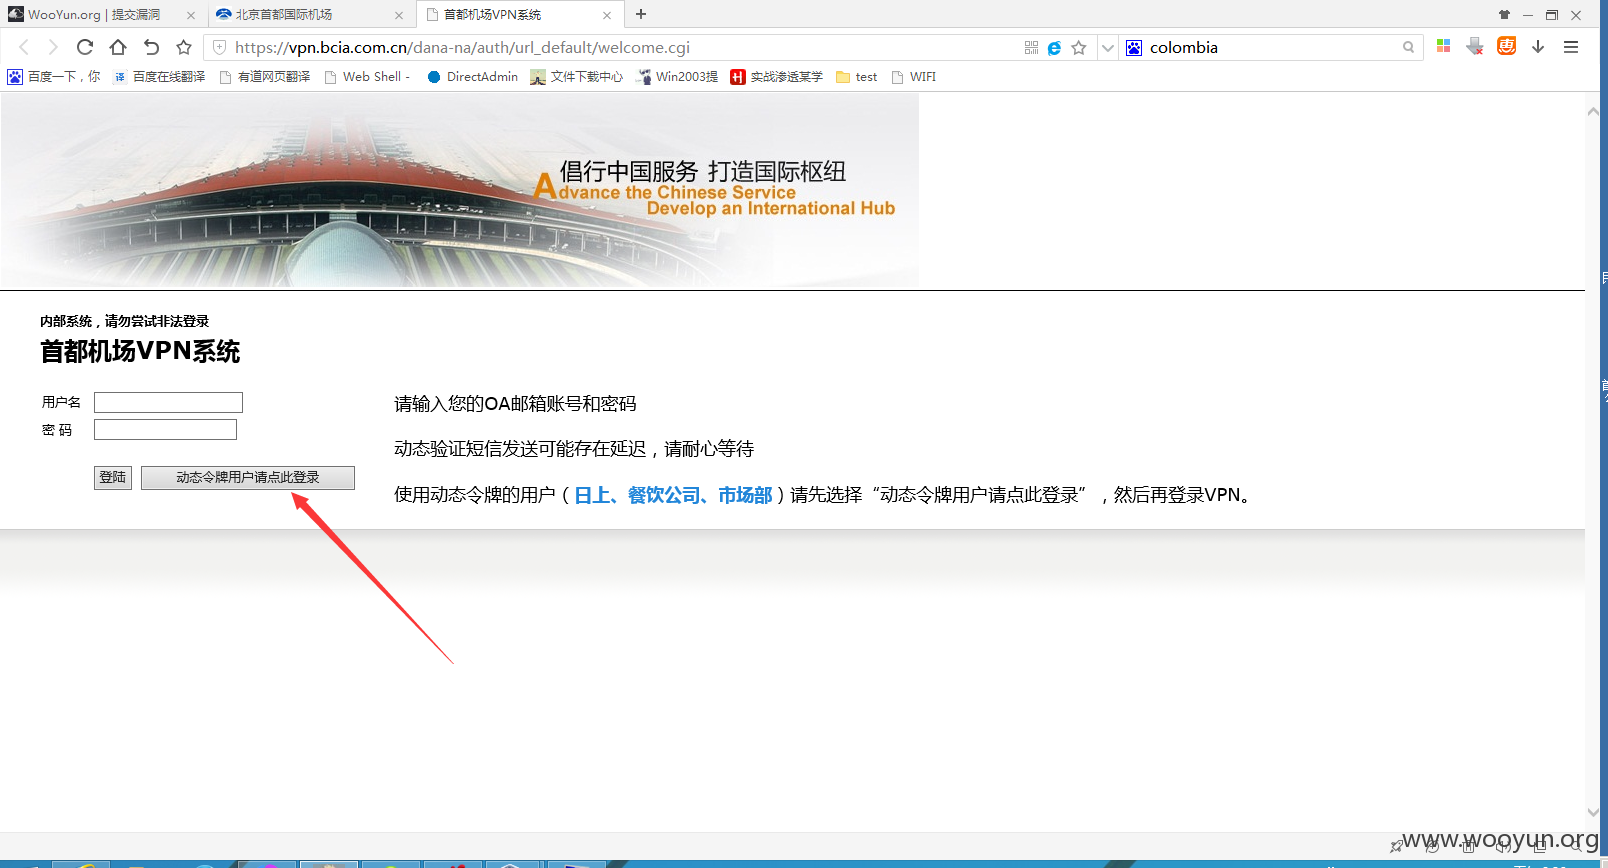 WooYun.org | 提交漏洞
北京首都国际机场
首都机场VPN系统
https://vpn.bcia.com.cn/dana-na/auth/url_default/welcome.cgi
colombia
百度一下，你
百度在线翻译
有道网页翻译
Web Shell -
DirectAdmin
文件下载中心
Win2003提
实战渗透某学
test
WIFI
倡行中国服务 打造国际枢纽
Advance the Chinese Service
Develop an International Hub
内部系统，请勿尝试非法登录
首都机场VPN系统
用户名
密 码
登陆
动态令牌用户请点此登录
请输入您的OA邮箱账号和密码
动态验证短信发送可能存在延迟，请耐心等待
使用动态令牌的用户（日上、餐饮公司、市场部）请先选择“动态令牌用户请点此登录”，然后再登录VPN。
www.wooyun.org